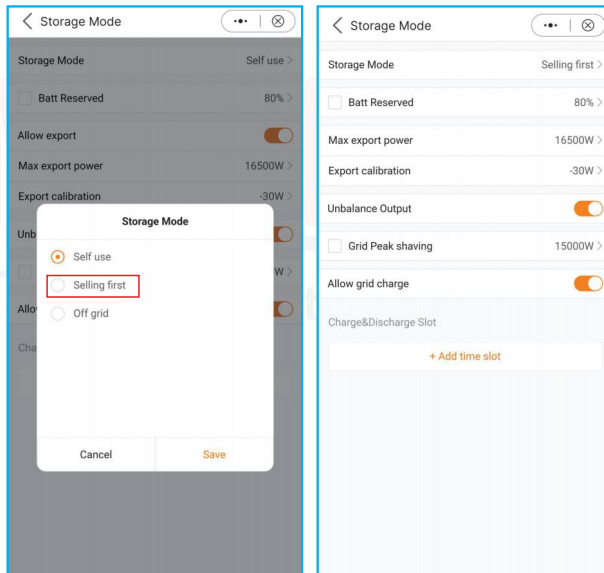 Storage Mode
Storage Mode Self use >
Batt Reserved 80% >
Allow export
Max export power 16500W >
Export calibration -30W >
Storage Mode
Unb
Self use
W >
Selling first
Allo
Off grid
Cha
Cancel Save
Storage Mode
Storage Mode Selling first >
Batt Reserved 80% >
Max export power 16500W >
Export calibration -30W >
Unbalance Output
Grid Peak shaving 15000W >
Allow grid charge
Charge&Discharge Slot
+ Add time slot